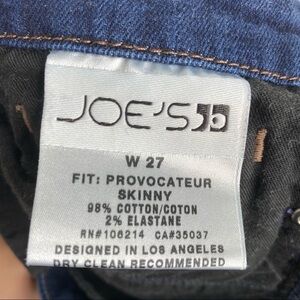 JOE'S
W 27
FIT: PROVOCATEUR
SKINNY
98% COTTON/COTON
2% ELASTANE
RN#106214 CA#35037
DESIGNED IN LOS ANGELES
DRY CLEAN RECOMMENDED